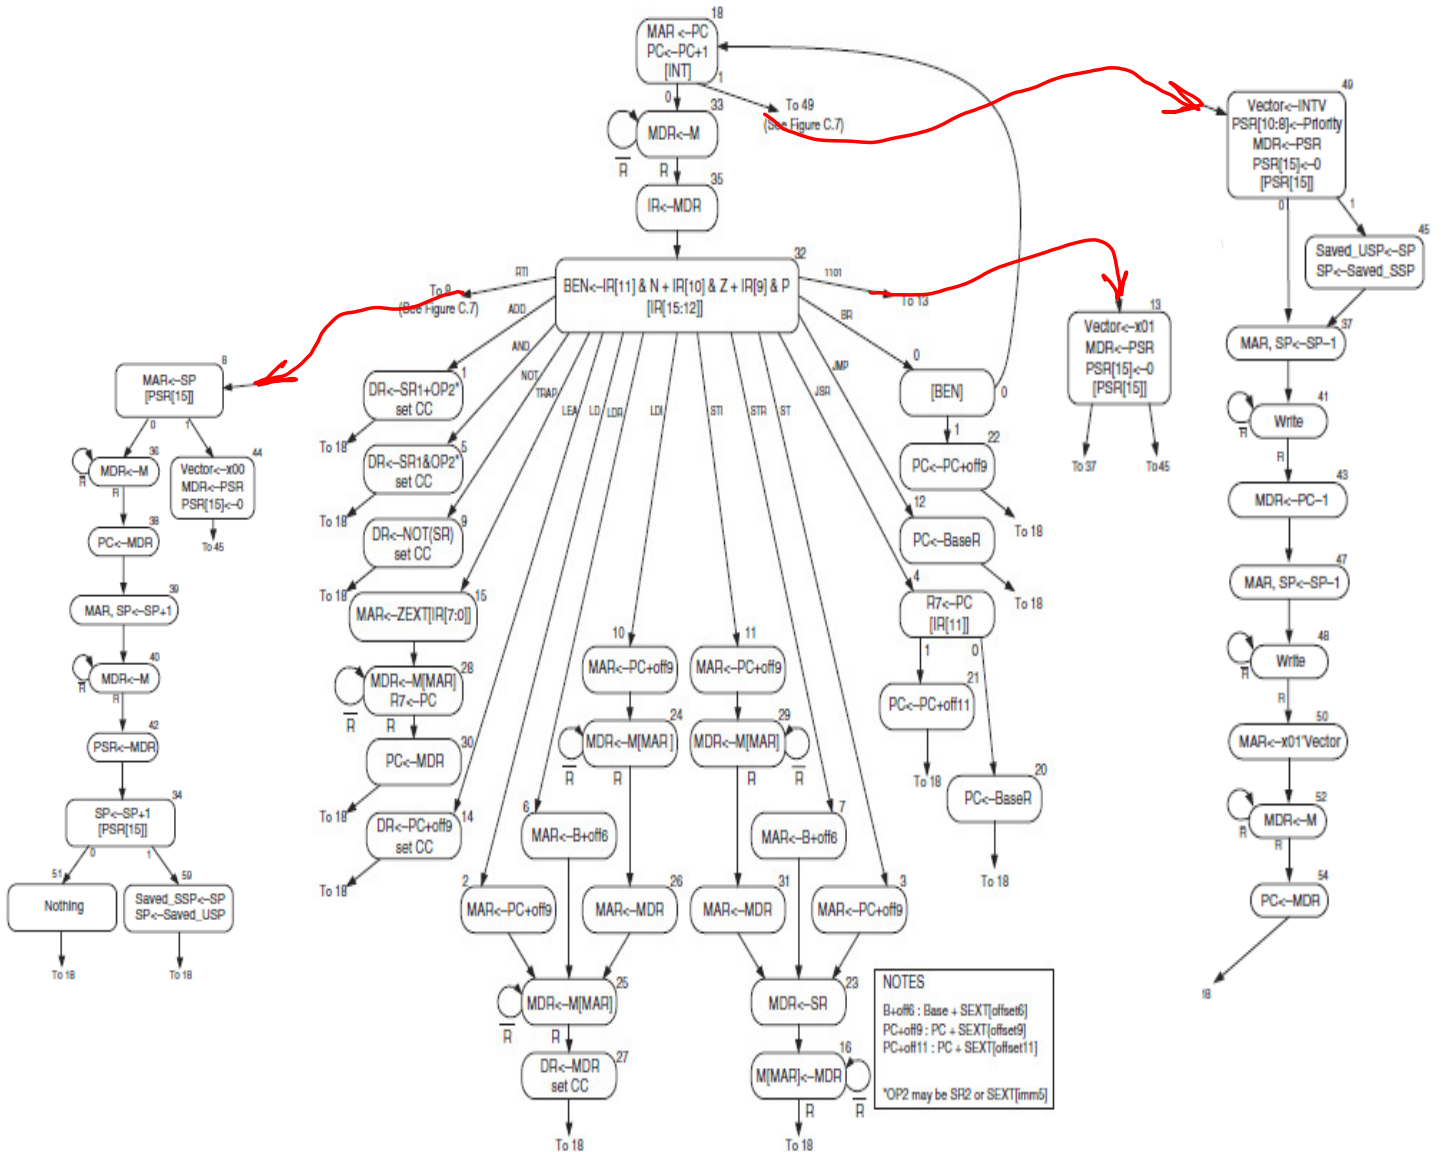 18
MAR <–PC
PC<–PC+1
[INT]
0
1
To 49
(See Figure C.7)
33
MDR<–M
R
R
35
IR<–MDR
32
BEN<–IR[11] & N + IR[10] & Z + IR[9] & P
[IR[15:12]]
RTI
To 8
(See Figure C.7)
1101
To 13
ADD
AND
NOT
TRAP
LEA
LD
LDR
LDI
STI
STR
ST
JSR
JMP
BR
49
Vector<–INTV
PSR[10:8]<–Priority
MDR<–PSR
PSR[15]<–0
[PSR[15]]
0
1
45
Saved_USP<–SP
SP<–Saved_SSP
37
MAR, SP<–SP–1
41
Write
R
R
43
MDR<–PC–1
47
MAR, SP<–SP–1
48
Write
R
R
50
MAR<–x01'Vector
52
MDR<–M
R
R
54
PC<–MDR
18
13
Vector<–x01
MDR<–PSR
PSR[15]<–0
[PSR[15]]
To 37
To45
8
MAR<–SP
[PSR[15]]
0
1
36
MDR<–M
R
R
44
Vector<–x00
MDR<–PSR
PSR[15]<–0
To 45
38
PC<–MDR
39
MAR, SP<–SP+1
40
MDR<–M
R
R
42
PSR<–MDR
34
SP<–SP+1
[PSR[15]]
0
1
51
Nothing
To 18
59
Saved_SSP<–SP
SP<–Saved_USP
To 18
1
DR<–SR1+OP2*
set CC
To 18
5
DR<–SR1&OP2*
set CC
To 18
9
DR<–NOT(SR)
set CC
To 18
15
MAR<–ZEXT[IR[7:0]]
28
MDR<–M[MAR]
R7<–PC
R
R
30
PC<–MDR
To 18
14
DR<–PC+off9
set CC
To 18
2
MAR<–PC+off9
6
MAR<–B+off6
10
MAR<–PC+off9
24
MDR<–M[MAR]
R
R
26
MAR<–MDR
25
MDR<–M[MAR]
R
R
27
DR<–MDR
set CC
To 18
11
MAR<–PC+off9
29
MDR<–M[MAR]
R
R
31
MAR<–MDR
7
MAR<–B+off6
3
MAR<–PC+off9
23
MDR<–SR
16
M[MAR]<–MDR
R
R
To 18
0
[BEN]
0
1
22
PC<–PC+off9
To 18
12
PC<–BaseR
To 18
4
R7<–PC
[IR[11]]
1
0
21
PC<–PC+off11
To 18
20
PC<–BaseR
To 18
NOTES
B+off6 : Base + SEXT[offset6]
PC+off9 : PC + SEXT(offset9]
PC+off11 : PC + SEXT[offset11]
*OP2 may be SR2 or SEXT[imm5]